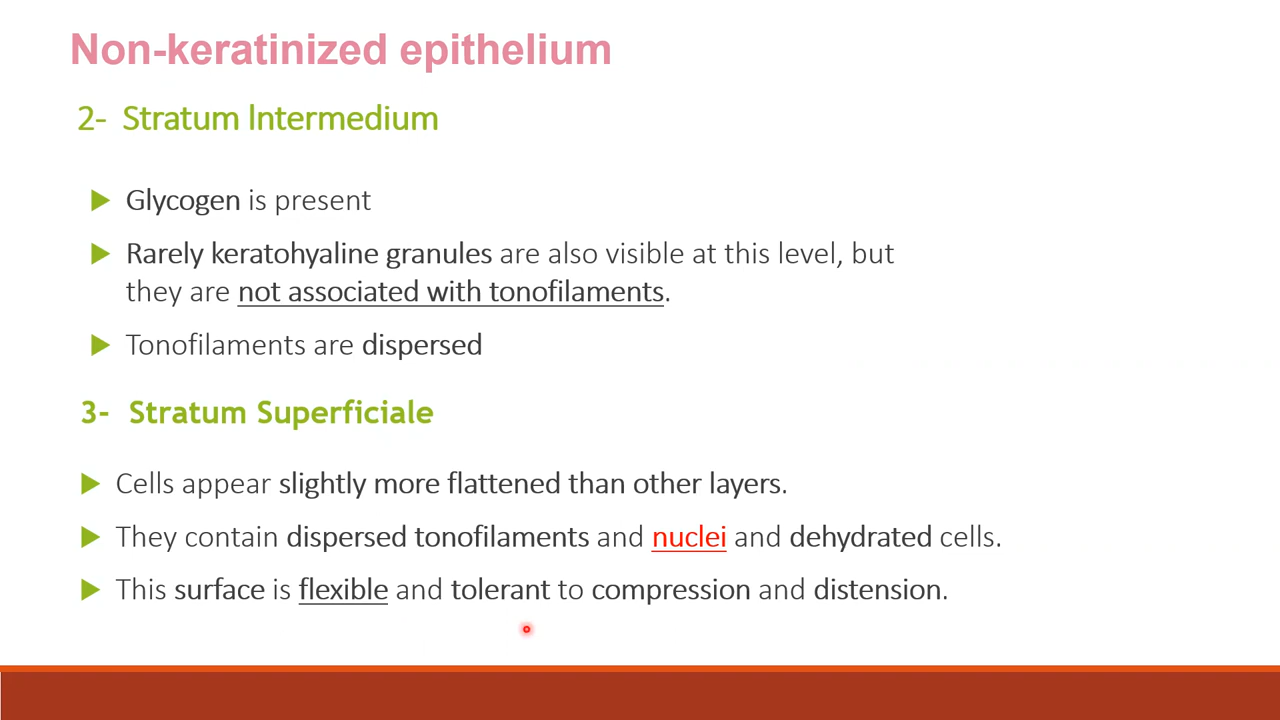 Non-keratinized epithelium
2- Stratum Intermedium
Glycogen is present
Rarely keratohyaline granules are also visible at this level, but
they are not associated with tonofilaments.
Tonofilaments are dispersed
3- Stratum Superficiale
Cells appear slightly more flattened than other layers.
They contain dispersed tonofilaments and nuclei and dehydrated cells.
This surface is flexible and tolerant to compression and distension.